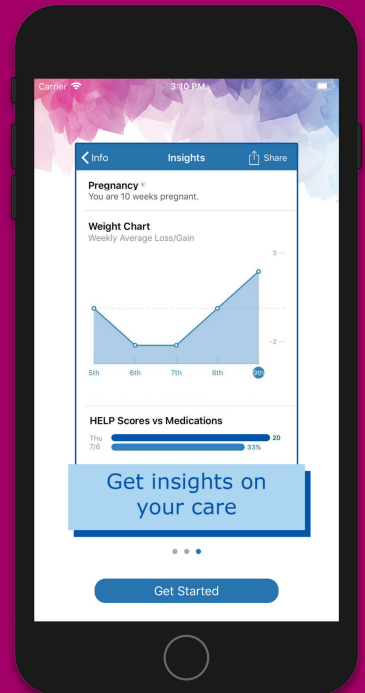 Carrier 3:10 PM
Info Insights Share
Pregnancy *
You are 10 weeks pregnant.
Weight Chart
Weekly Average Loss/Gain
3
-2
5th 6th 7th 8th 9th
HELP Scores vs Medications
Thu 20
7/6 33%
Get insights on
your care
Get Started